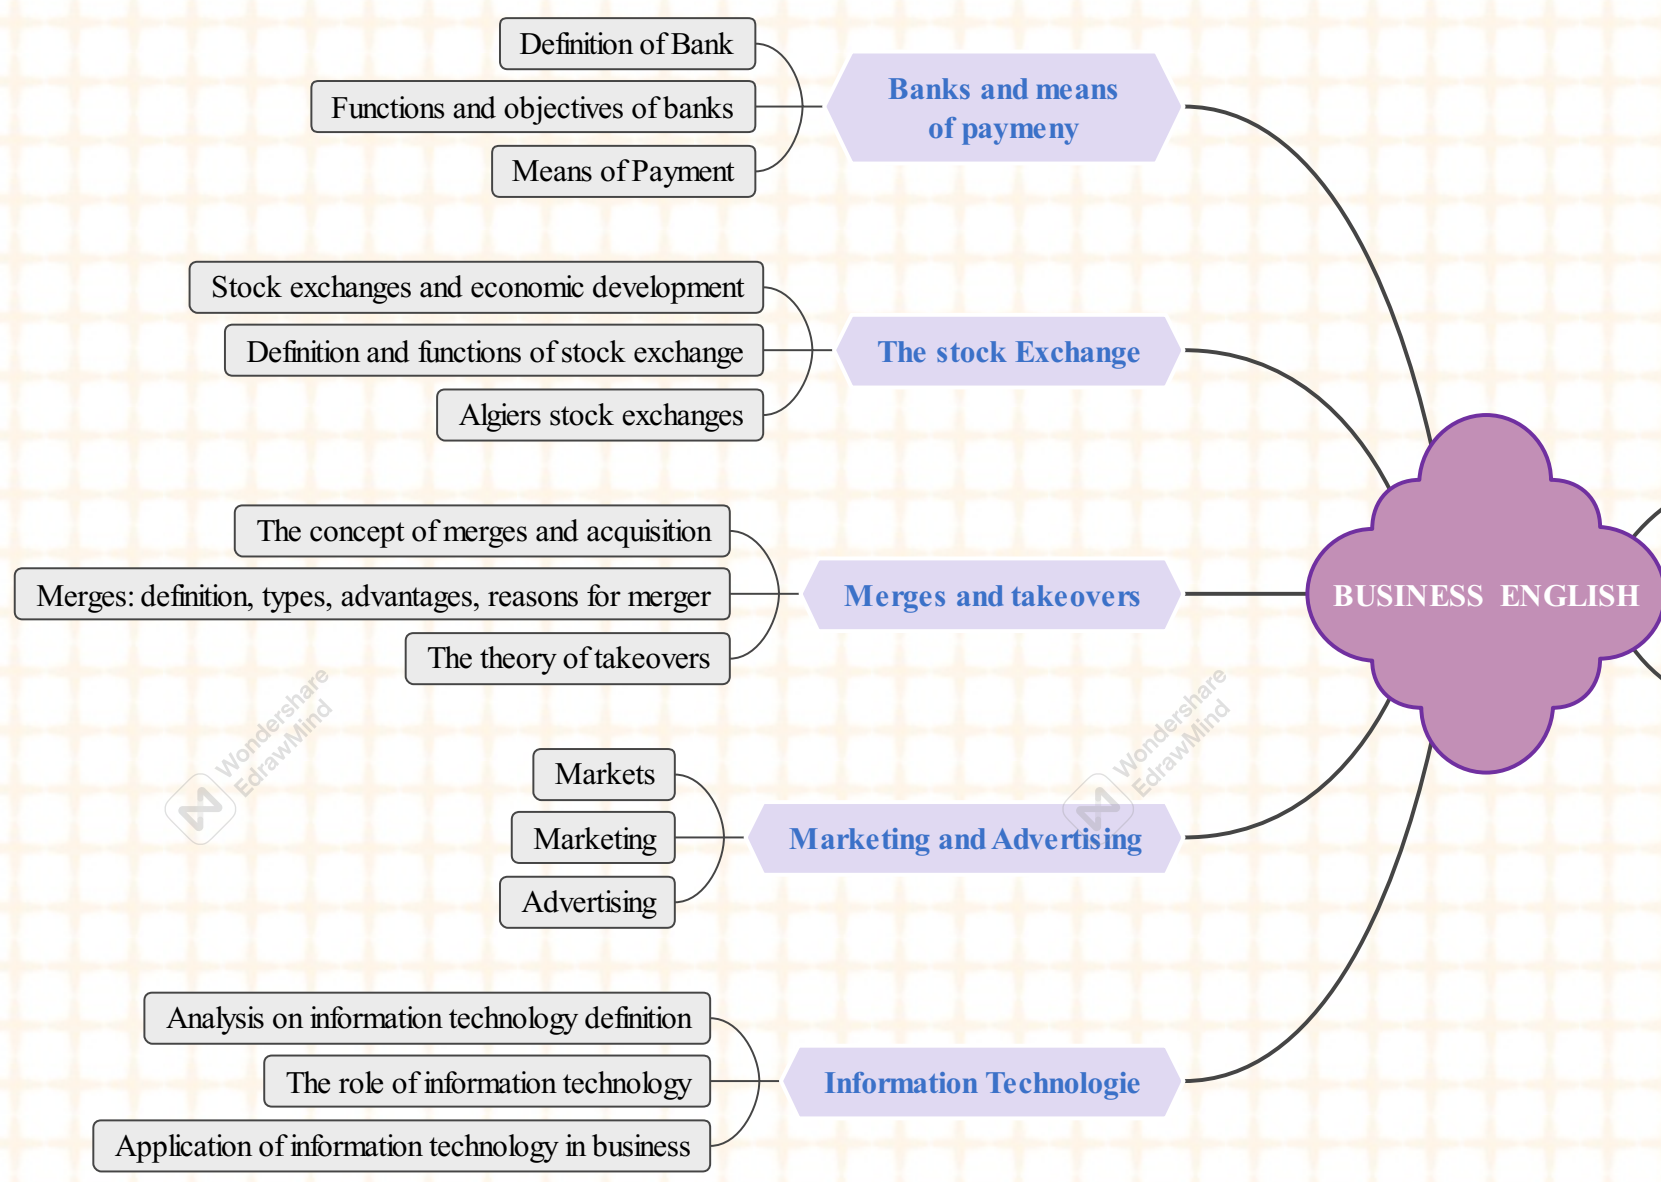 Definition of Bank
Functions and objectives of banks
Means of Payment
Banks and means
of paymeny
Stock exchanges and economic development
Definition and functions of stock exchange
Algiers stock exchanges
The stock Exchange
The concept of merges and acquisition
Merges: definition, types, advantages, reasons for merger
The theory of takeovers
Merges and takeovers
BUSINESS ENGLISH
Wondershare
EdrawMind
Wondershare
EdrawMind
Markets
Marketing
Advertising
Marketing and Advertising
Analysis on information technology definition
The role of information technology
Application of information technology in business
Information Technologie